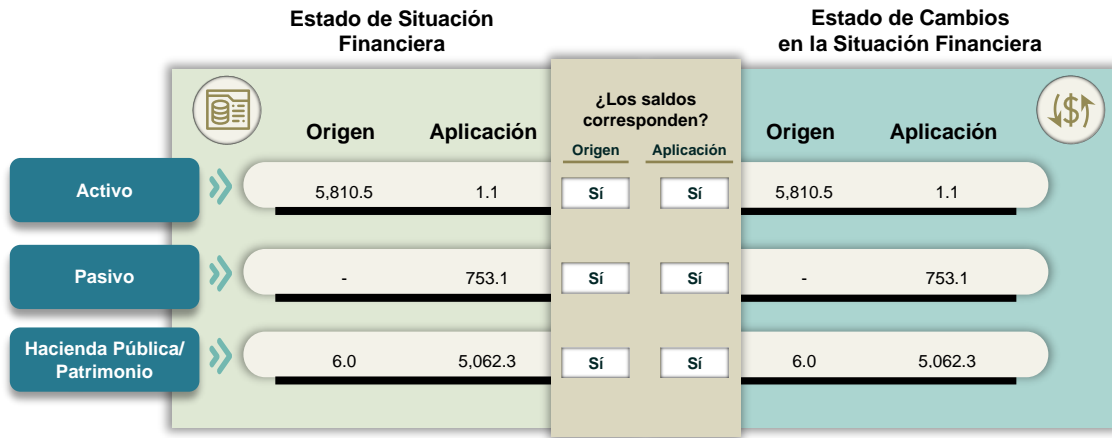 Estado de Situación
Financiera
Estado de Cambios
en la Situación Financiera
¿Los saldos
corresponden?
Origen Aplicación
Origen Aplicación
Origen Aplicación
Activo
5,810.5 1.1 Sí Sí 5,810.5 1.1
Pasivo
- 753.1 Sí Sí - 753.1
Hacienda Pública/
Patrimonio
6.0 5,062.3 Sí Sí 6.0 5,062.3